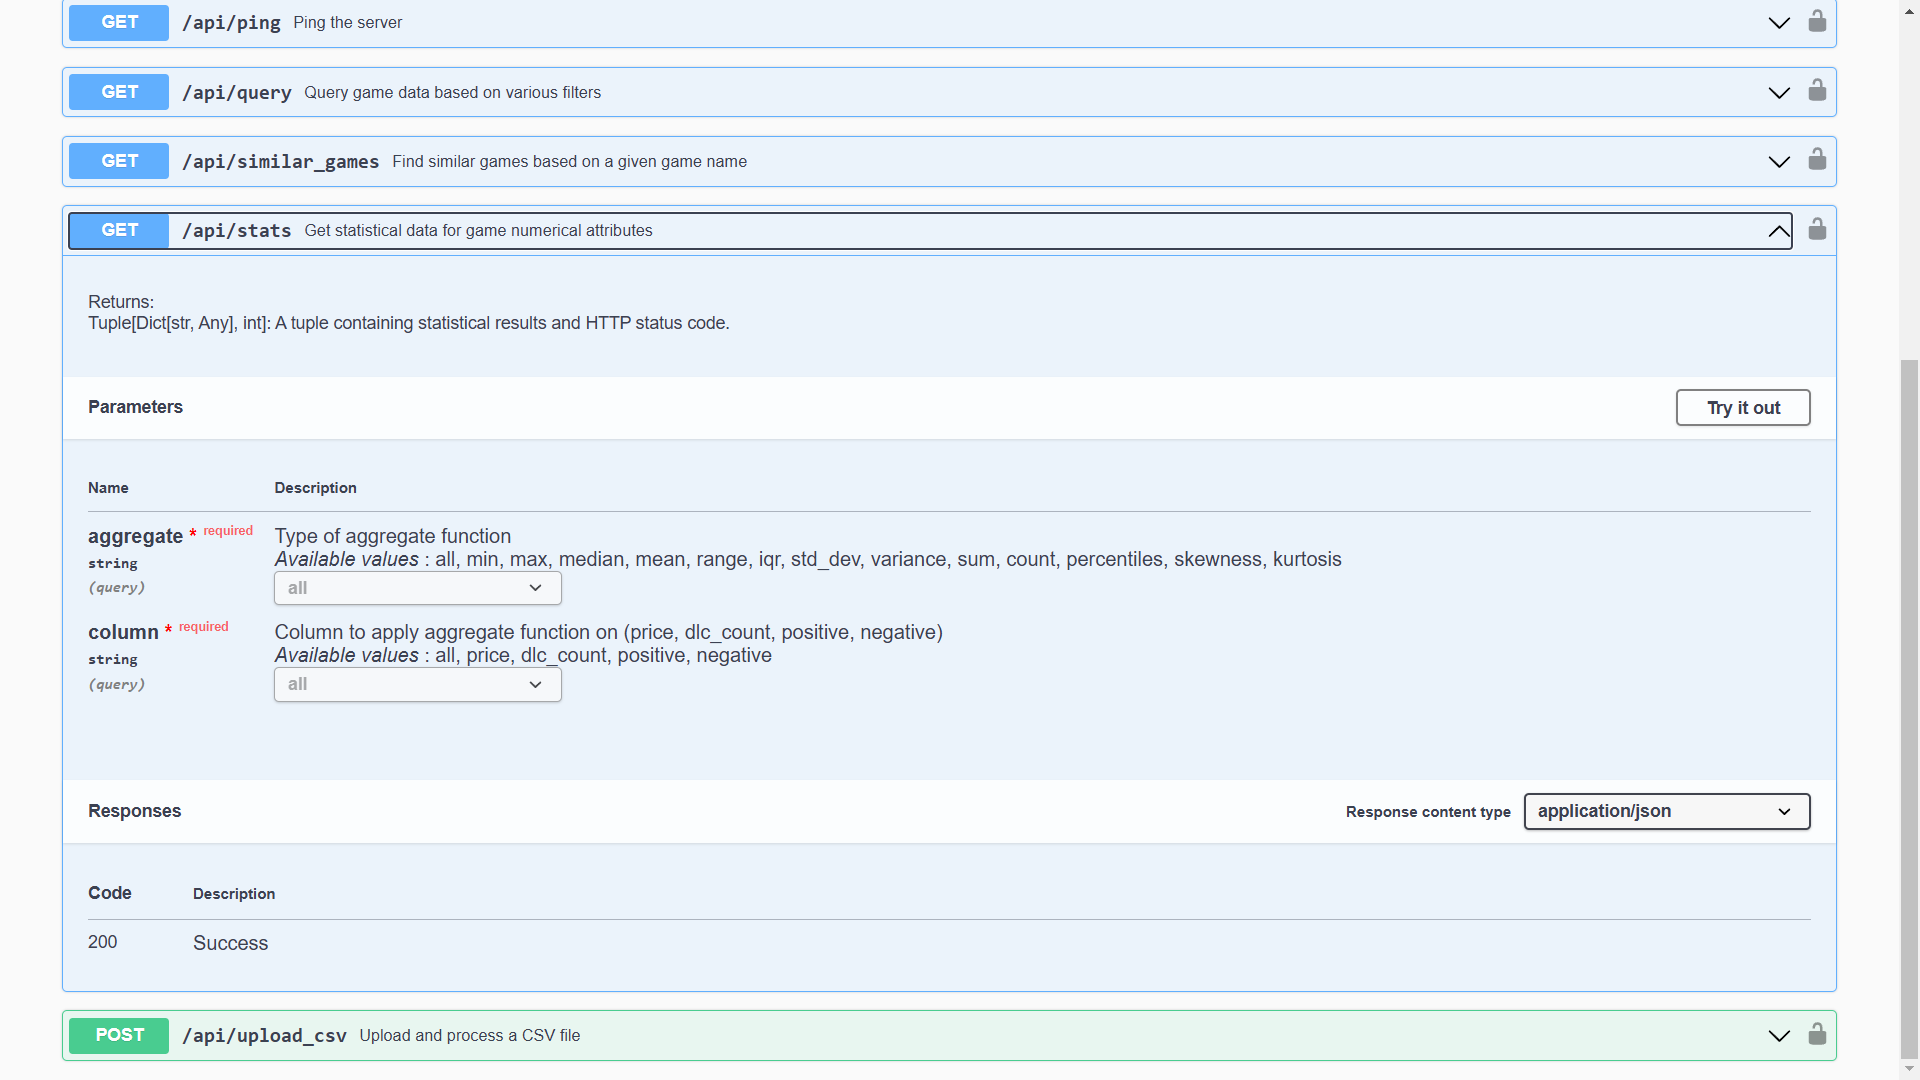 GET /api/ping Ping the server
GET /api/query Query game data based on various filters
GET /api/similar_games Find similar games based on a given game name
GET /api/stats Get statistical data for game numerical attributes
Returns:
Tuple[Dict[str, Any], int]: A tuple containing statistical results and HTTP status code.
Parameters Try it out
Name Description
aggregate * required Type of aggregate function
string Available values : all, min, max, median, mean, range, iqr, std_dev, variance, sum, count, percentiles, skewness, kurtosis
(query) all
column * required Column to apply aggregate function on (price, dlc_count, positive, negative)
string Available values : all, price, dlc_count, positive, negative
(query) all
Responses Response content type application/json
Code Description
200 Success
POST /api/upload_csv Upload and process a CSV file